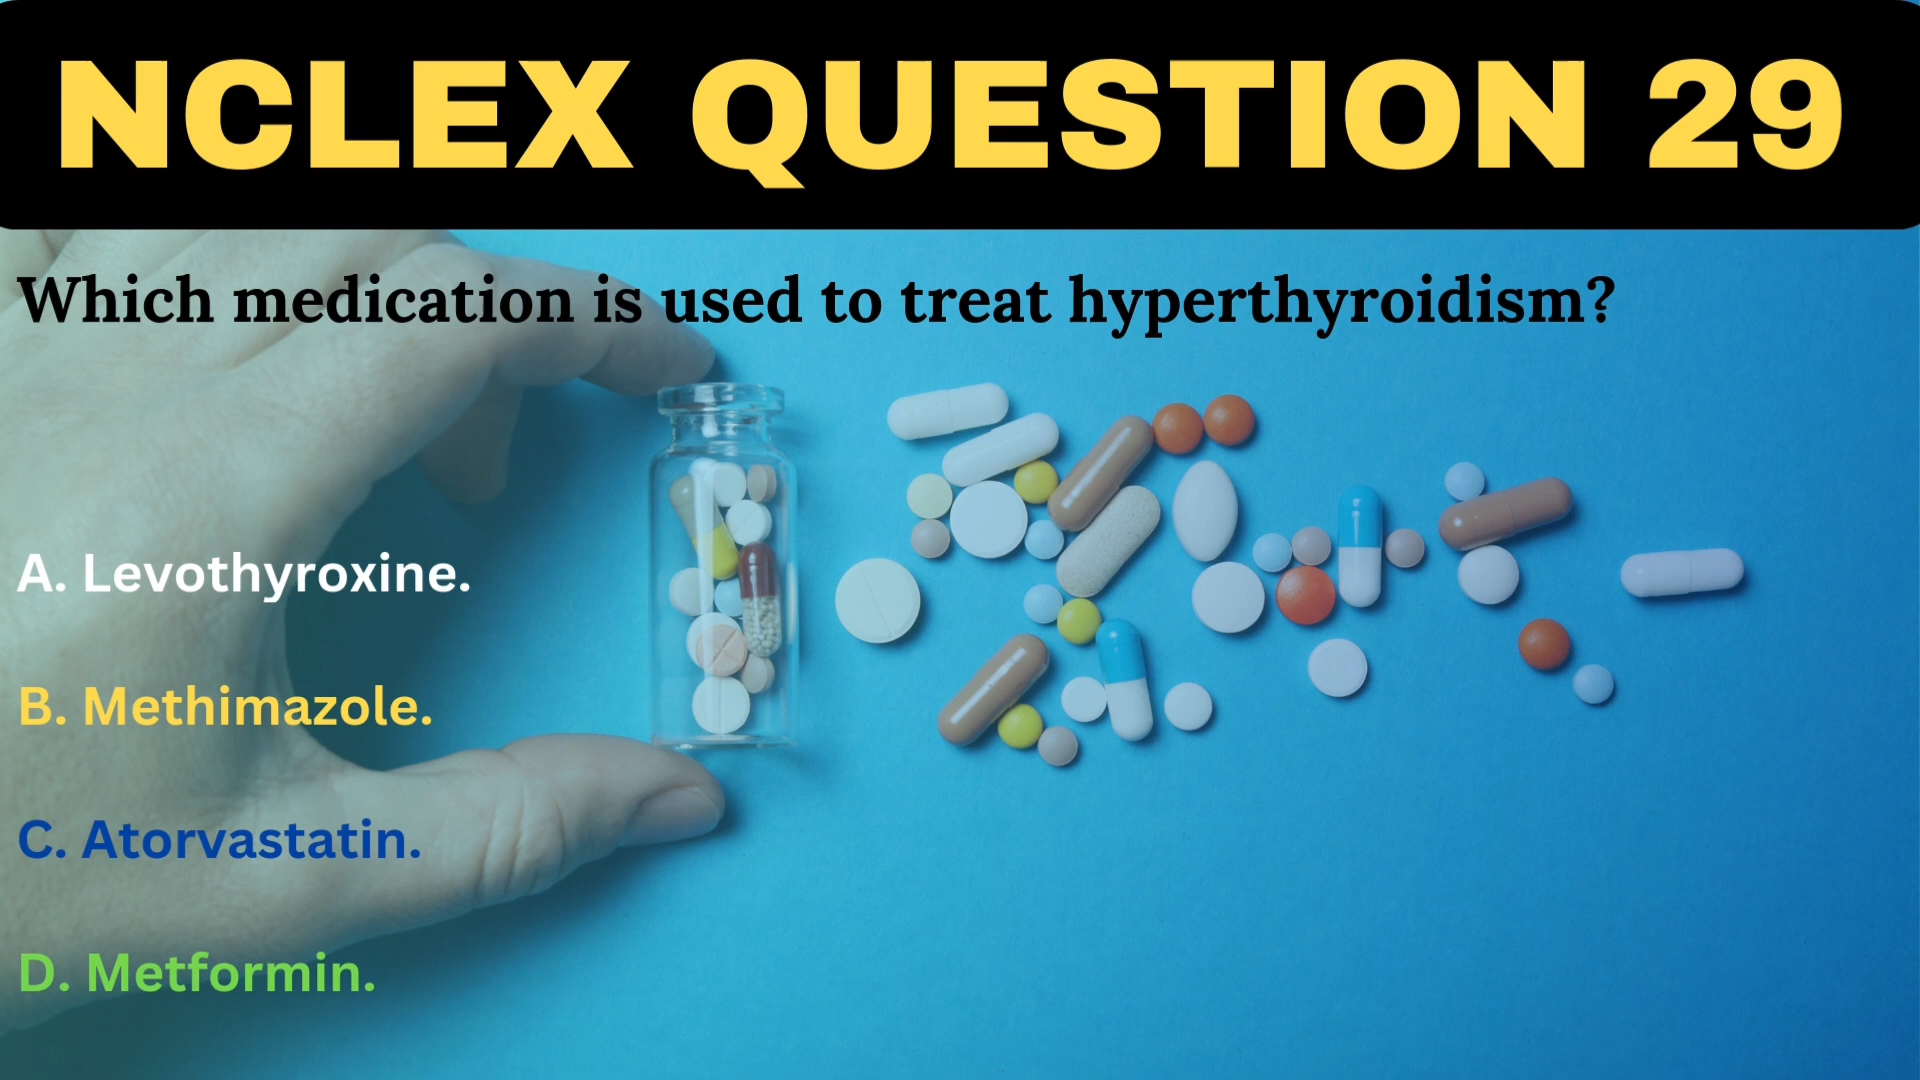 NCLEX QUESTION 29
Which medication is used to treat hyperthyroidism?
A. Levothyroxine.
B. Methimazole.
C. Atorvastatin.
D. Metformin.